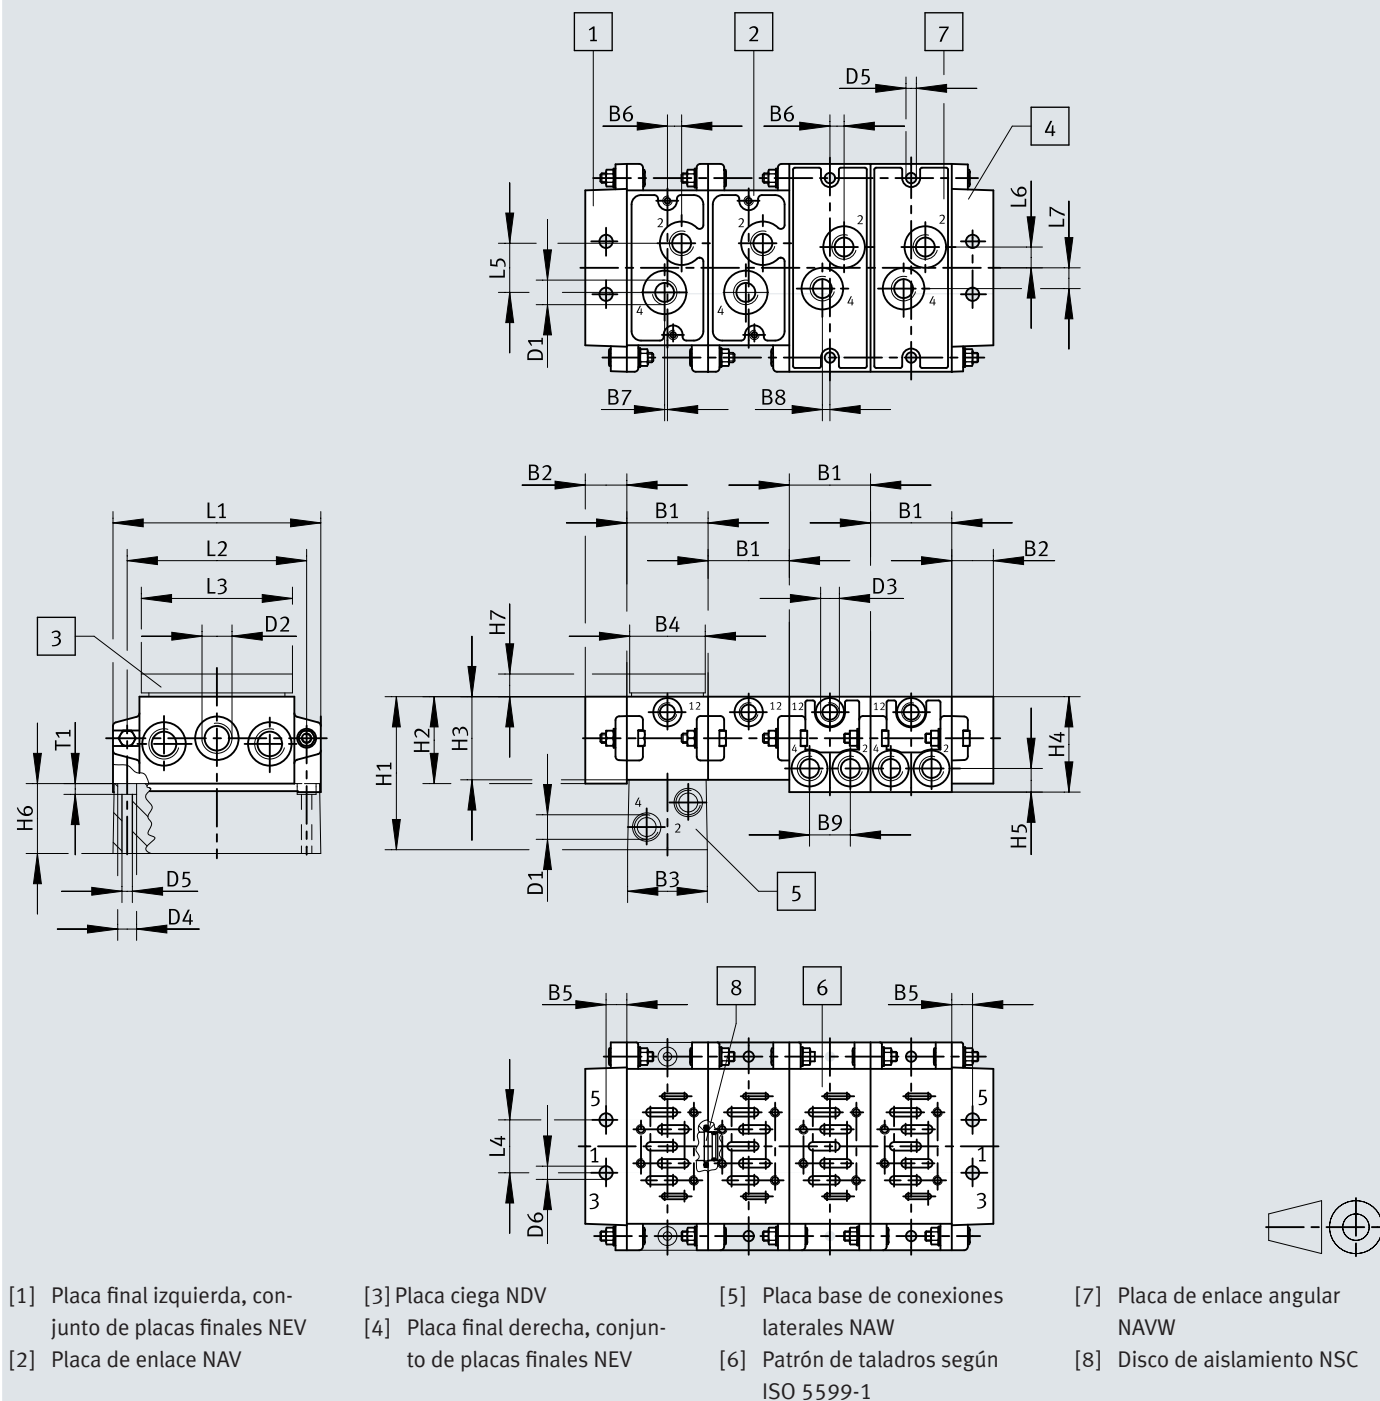 1
2
7
D5
B6
B6
4
L6
L7
L5
D1
2
2
2
2
4
4
4
4
B7
B8
B2
B1
L1
B1
B1
L2
B1
B2
L3
D3
H7
D2
B4
3
12
12
12
12
T1
H1
H2
H3
H4
4
2
4
2
H6
4
2
B9
H5
D1
D5
B3
5
D4
B5
8
6
B5
5
5
L4
1
1
D6
3
3
[1] Placa final izquierda, con-
junto de placas finales NEV
[2] Placa de enlace NAV
[3] Placa ciega NDV
[4] Placa final derecha, conjun-
to de placas finales NEV
[5] Placa base de conexiones
laterales NAW
[6] Patrón de taladros según
ISO 5599-1
[7] Placa de enlace angular
NAVW
[8] Disco de aislamiento NSC